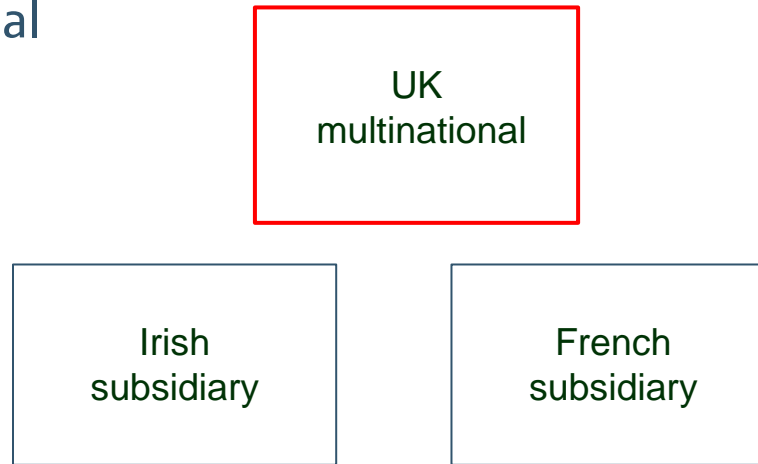 al
UK
multinational
Irish
subsidiary
French
subsidiary